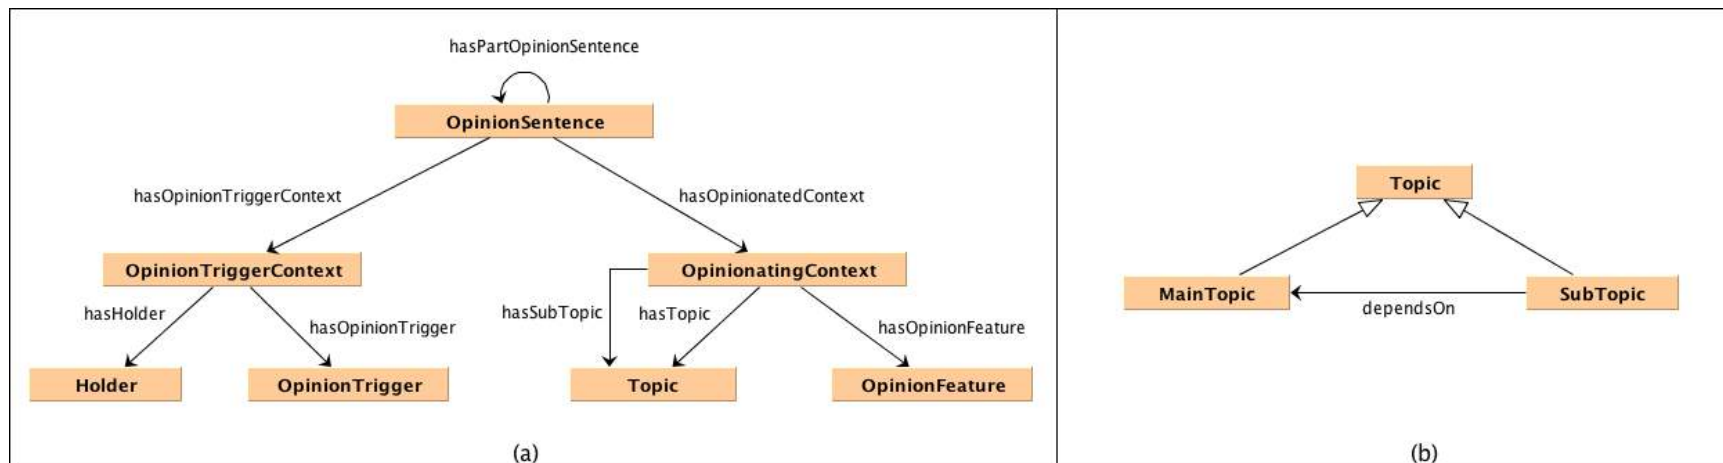 hasPartOpinionSentence
OpinionSentence
hasOpinionTriggerContext
hasOpinionatedContext
OpinionTriggerContext
OpinionatingContext
hasHolder
hasOpinionTrigger
hasSubTopic
hasTopic
hasOpinionFeature
Holder
OpinionTrigger
Topic
OpinionFeature
(a)
Topic
MainTopic
SubTopic
dependsOn
(b)